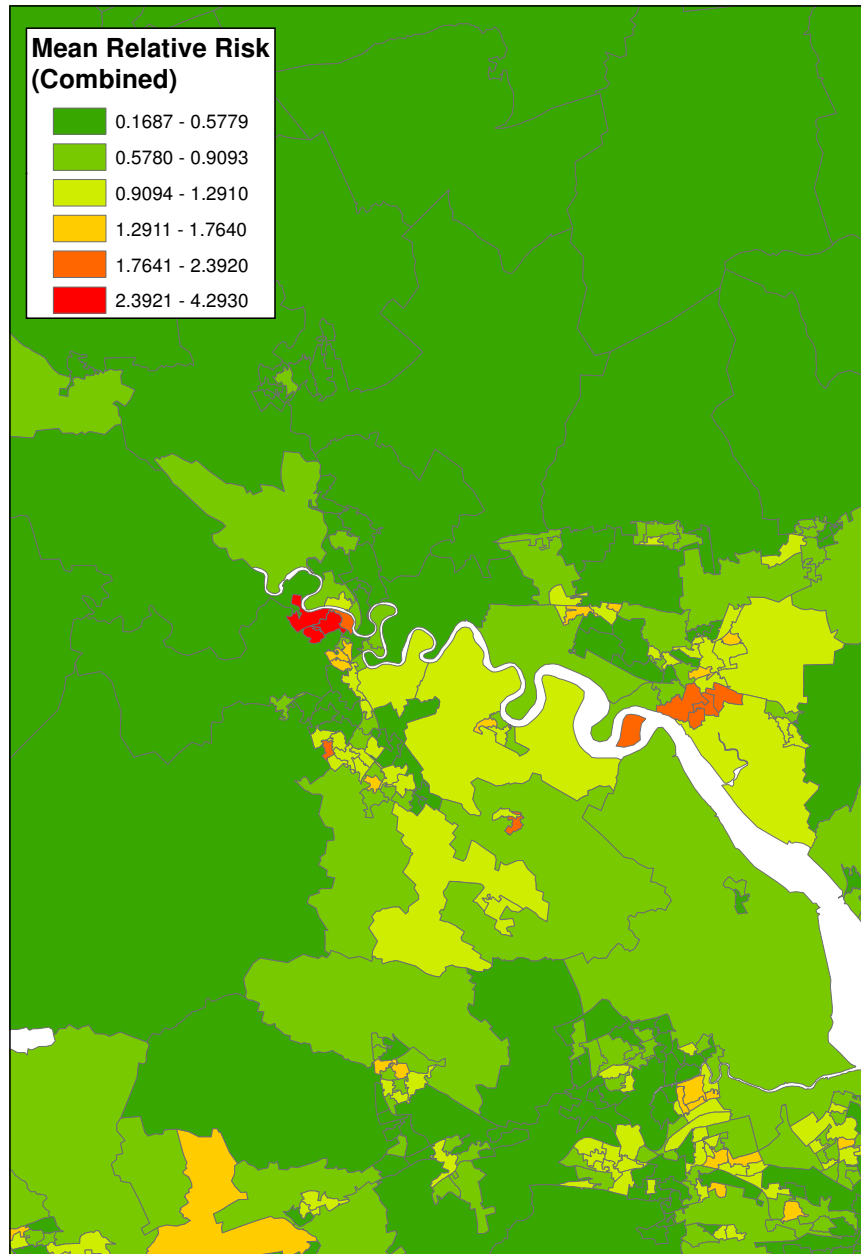 Mean Relative Risk
(Combined)
0.1687 - 0.5779
0.5780 - 0.9093
0.9094 - 1.2910
1.2911 - 1.7640
1.7641 - 2.3920
2.3921 - 4.2930